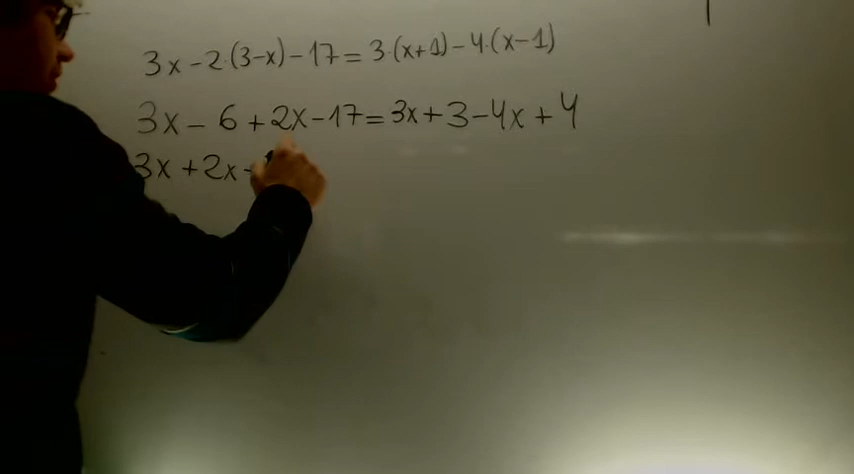 3x - 2·(3-x) - 17 = 3·(x+1) - 4·(x-1)
3x - 6 + 2x - 17 = 3x + 3 - 4x + 4
3x + 2x -